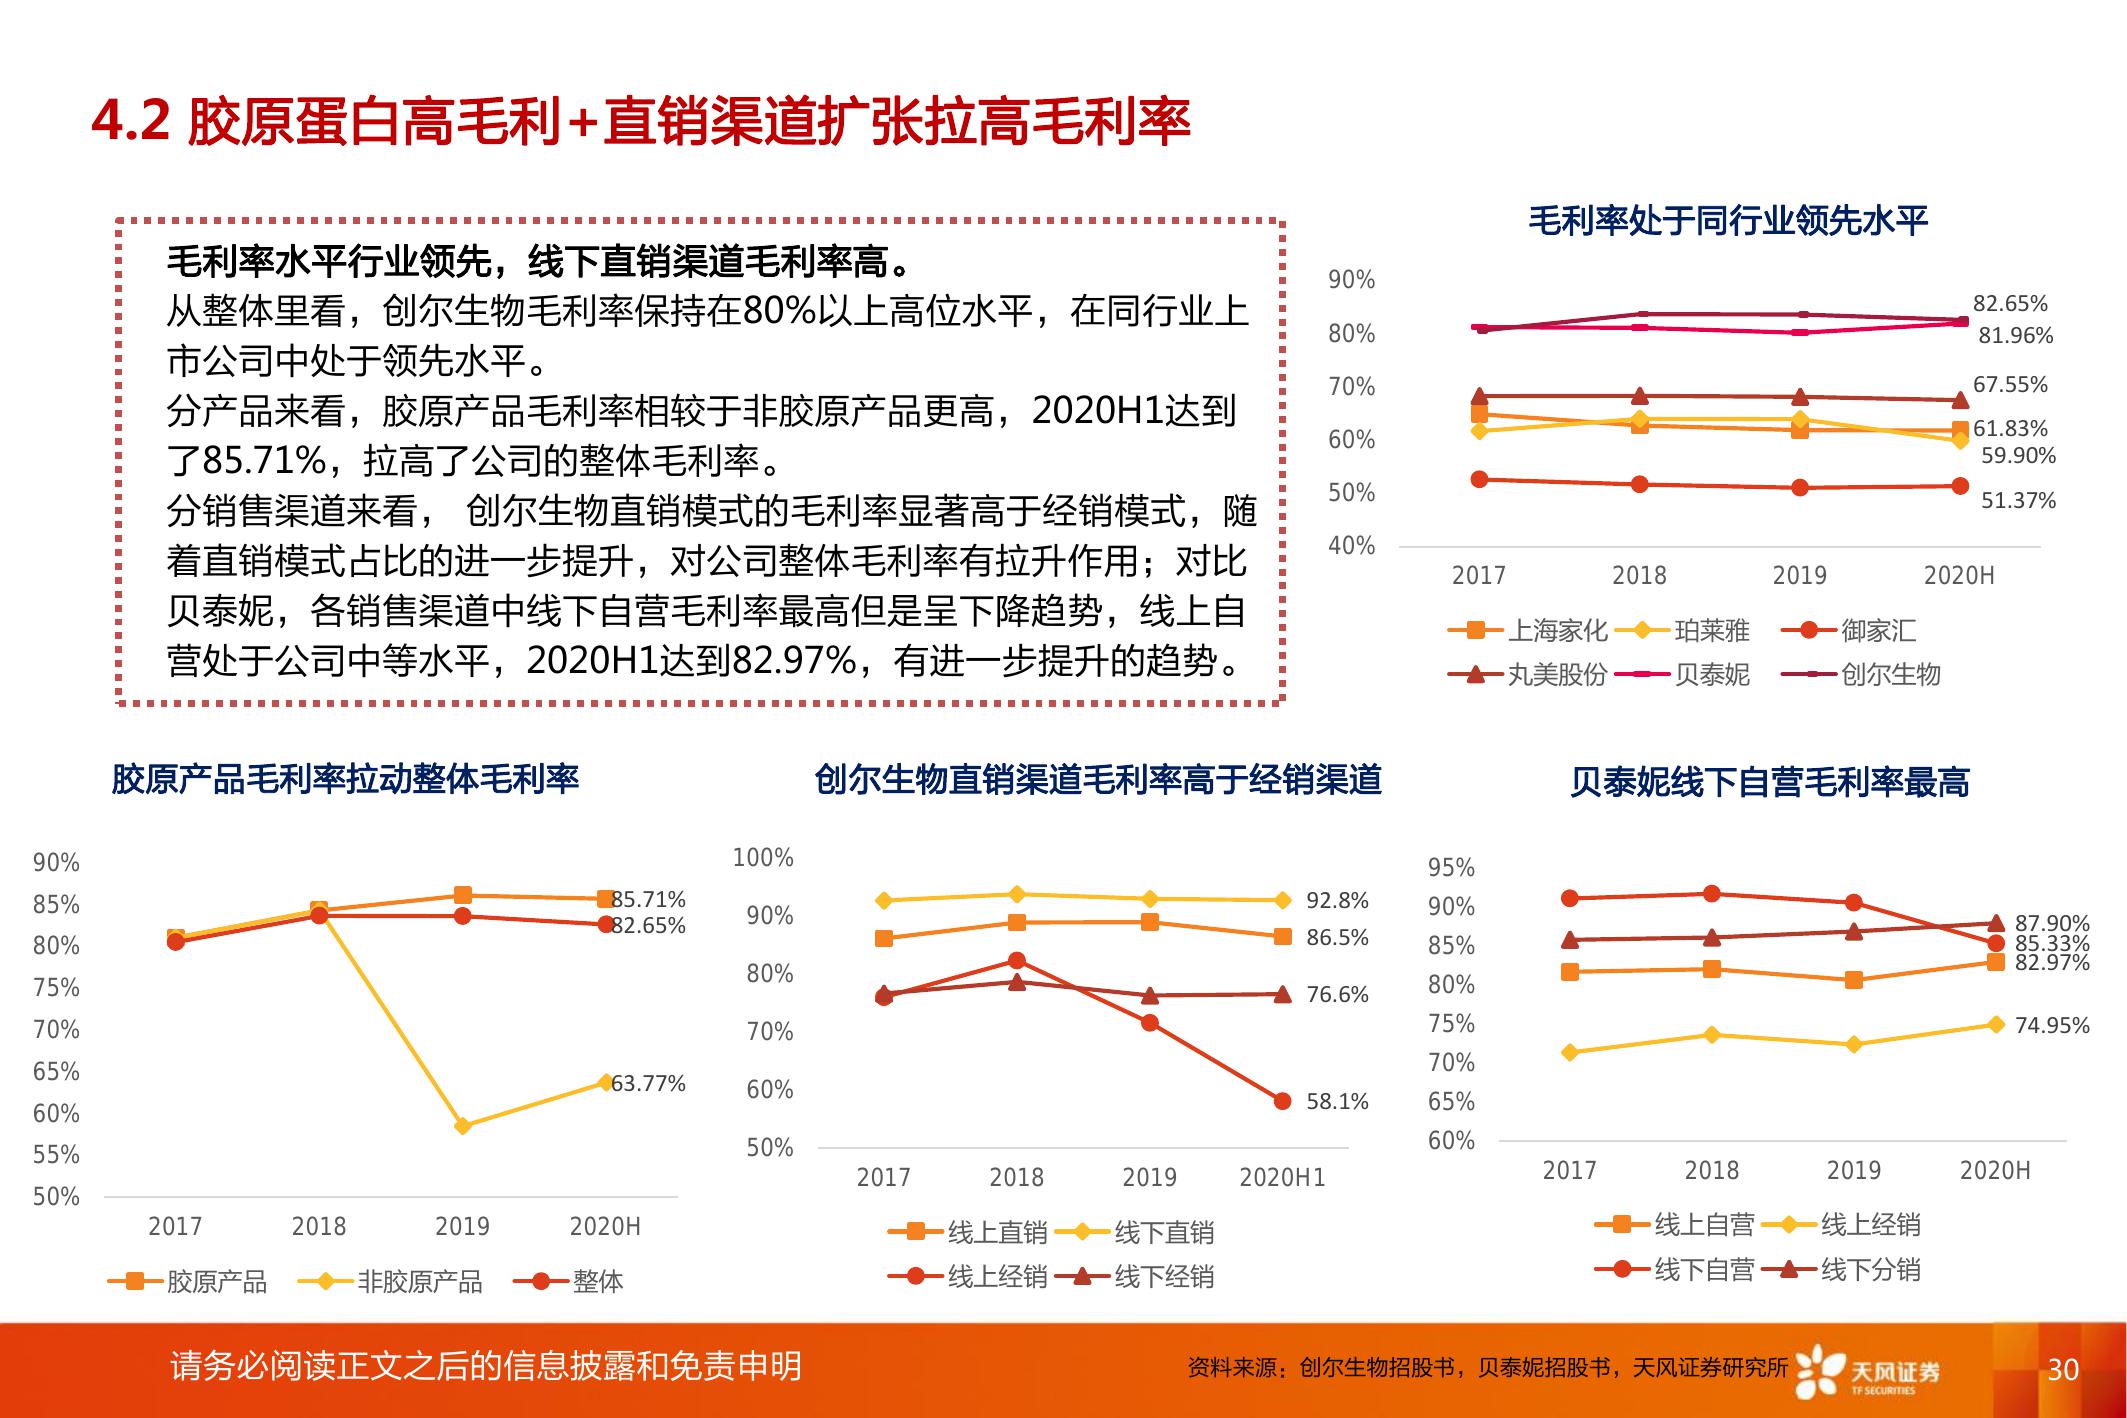 4.2 胶原蛋白高毛利+直销渠道扩张拉高毛利率
毛利率水平行业领先，线下直销渠道毛利率高。
从整体里看，创尔生物毛利率保持在80%以上高位水平，在同行业上
市公司中处于领先水平。
分产品来看，胶原产品毛利率相较于非胶原产品更高，2020H1达到
了85.71%，拉高了公司的整体毛利率。
分销售渠道来看， 创尔生物直销模式的毛利率显著高于经销模式，随
着直销模式占比的进一步提升，对公司整体毛利率有拉升作用；对比
贝泰妮，各销售渠道中线下自营毛利率最高但是呈下降趋势，线上自
营处于公司中等水平，2020H1达到82.97%，有进一步提升的趋势。
毛利率处于同行业领先水平
90%
80%
70%
60%
50%
40%
82.65%
81.96%
67.55%
61.83%
59.90%
51.37%
2017 2018 2019 2020H
上海家化 珀莱雅 御家汇
丸美股份 贝泰妮 创尔生物
胶原产品毛利率拉动整体毛利率
90%
85%
80%
75%
70%
65%
60%
55%
50%
85.71%
82.65%
63.77%
2017 2018 2019 2020H
胶原产品 非胶原产品 整体
创尔生物直销渠道毛利率高于经销渠道
100%
90%
80%
70%
60%
50%
92.8%
86.5%
76.6%
58.1%
2017 2018 2019 2020H1
线上直销 线下直销
线上经销 线下经销
贝泰妮线下自营毛利率最高
95%
90%
85%
80%
75%
70%
65%
60%
87.90%
85.33%
82.97%
74.95%
2017 2018 2019 2020H
线上自营 线上经销
线下自营 线下分销
请务必阅读正文之后的信息披露和免责申明
资料来源：创尔生物招股书，贝泰妮招股书，天风证券研究所
天风证券
TF SECURITIES
30